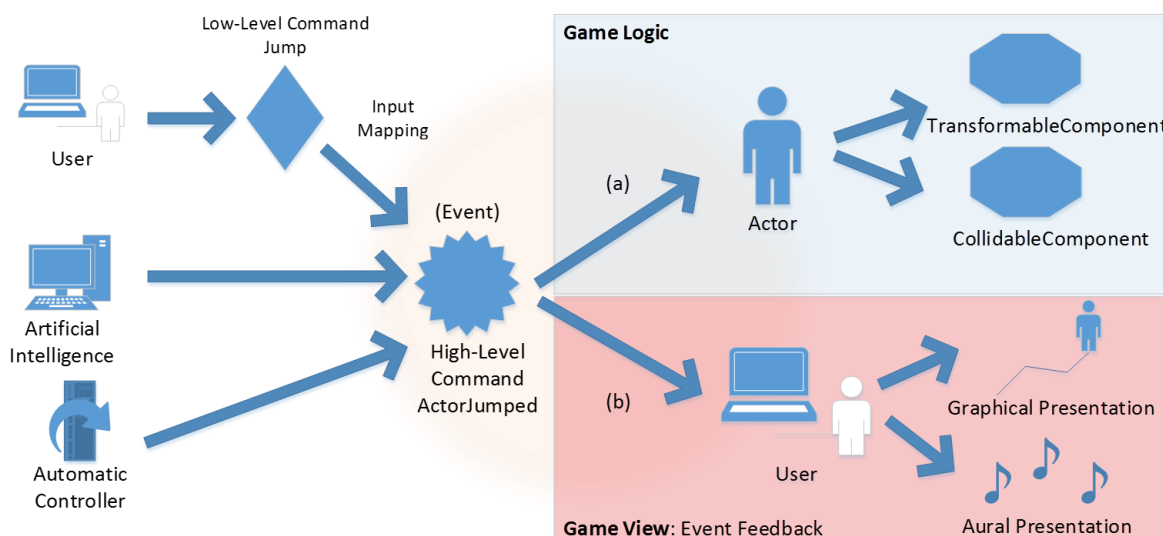 Low-Level Command
Jump
User
Input
Mapping
Artificial
Intelligence
Automatic
Controller
(Event)
High-Level
Command
ActorJumped
(a)
(b)
Game Logic
Actor
TransformableComponent
CollidableComponent
User
Graphical Presentation
Aural Presentation
Game View: Event Feedback